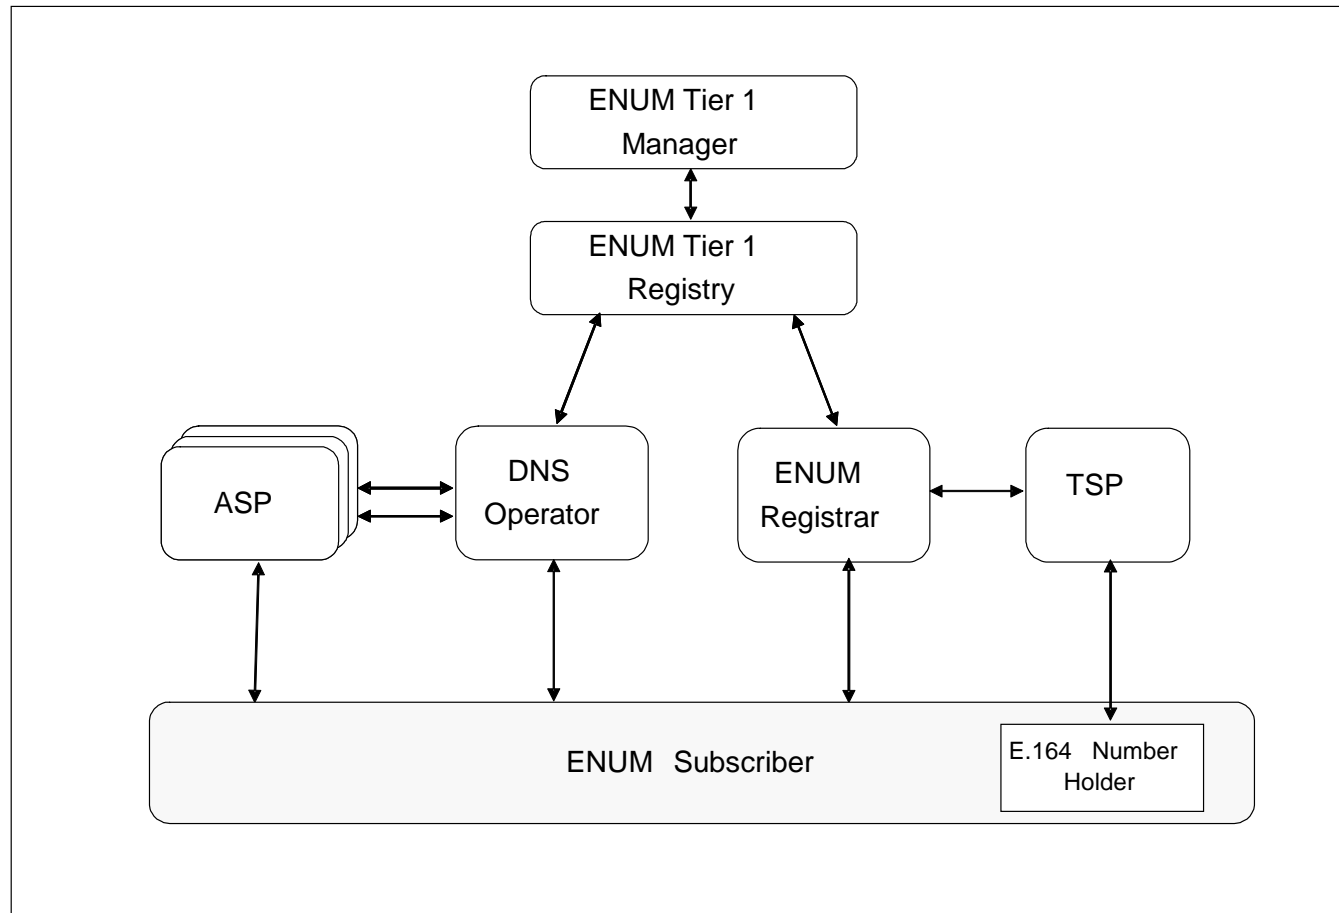 ENUM Tier 1
Manager
ENUM Tier 1
Registry
ASP
DNS
Operator
ENUM
Registrar
TSP
ENUM Subscriber
E.164 Number
Holder